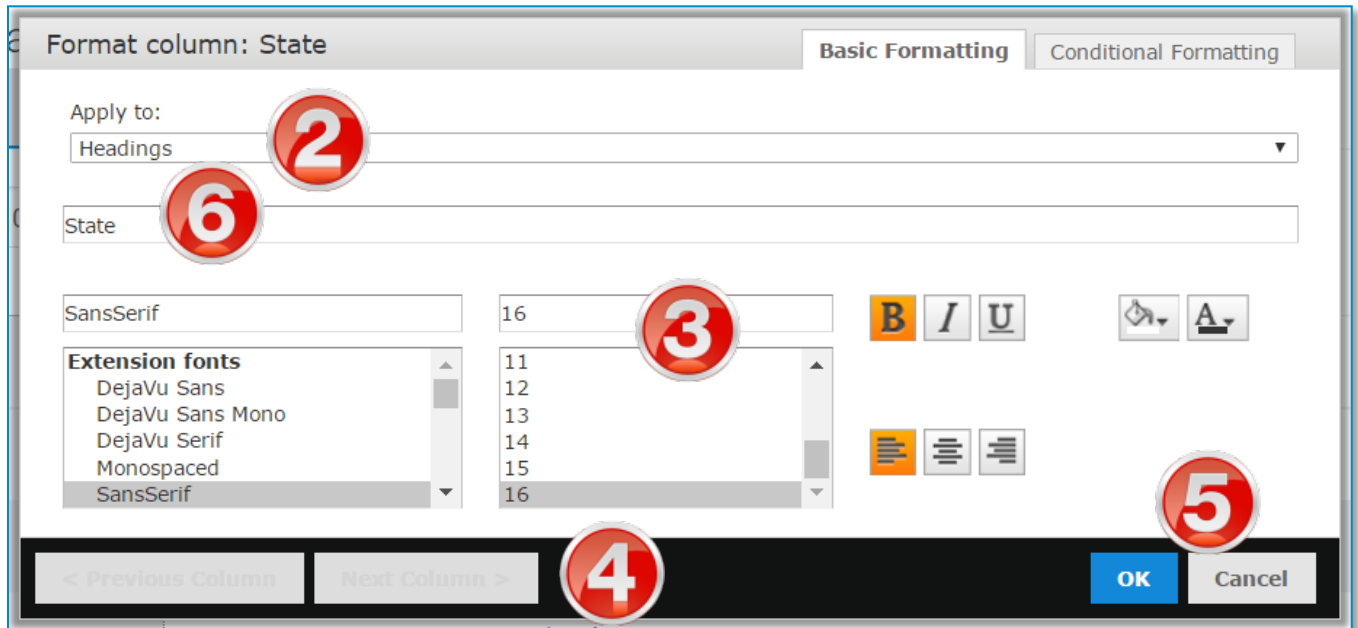 Format column: State
Basic Formatting
Conditional Formatting
Apply to:
2
Headings
6
State
SansSerif
16
3
B I U
A
Extension fonts
DejaVu Sans
DejaVu Sans Mono
DejaVu Serif
Monospaced
SansSerif
11
12
13
14
15
16
5
< Previous Column
Next Column >
4
OK
Cancel